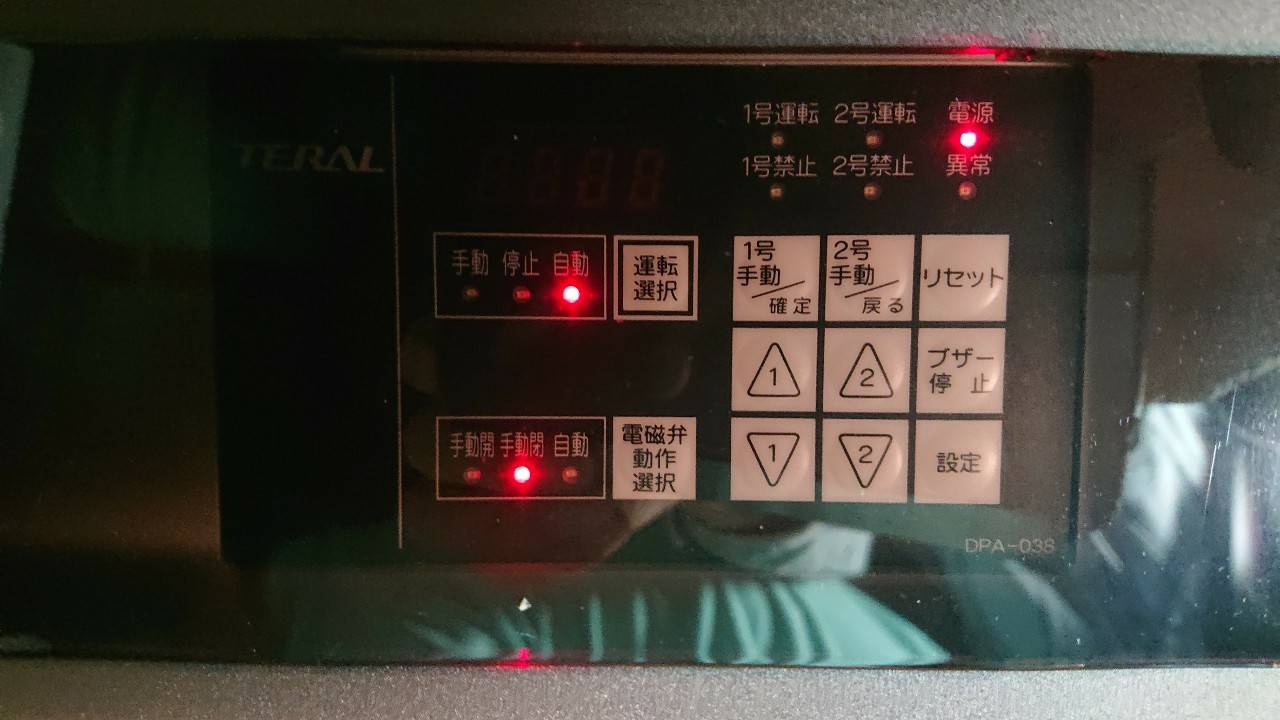 TERAL
1号運転 2号運転 電源
1号禁止 2号禁止 異常
手動 停止 自動
運転
選択
1号
手動/確定
2号
手動/戻る
リセット
1
2
ブザー
停止
手動開 手動閉 自動
電磁弁
動作
選択
1
2
設定
DPA-038